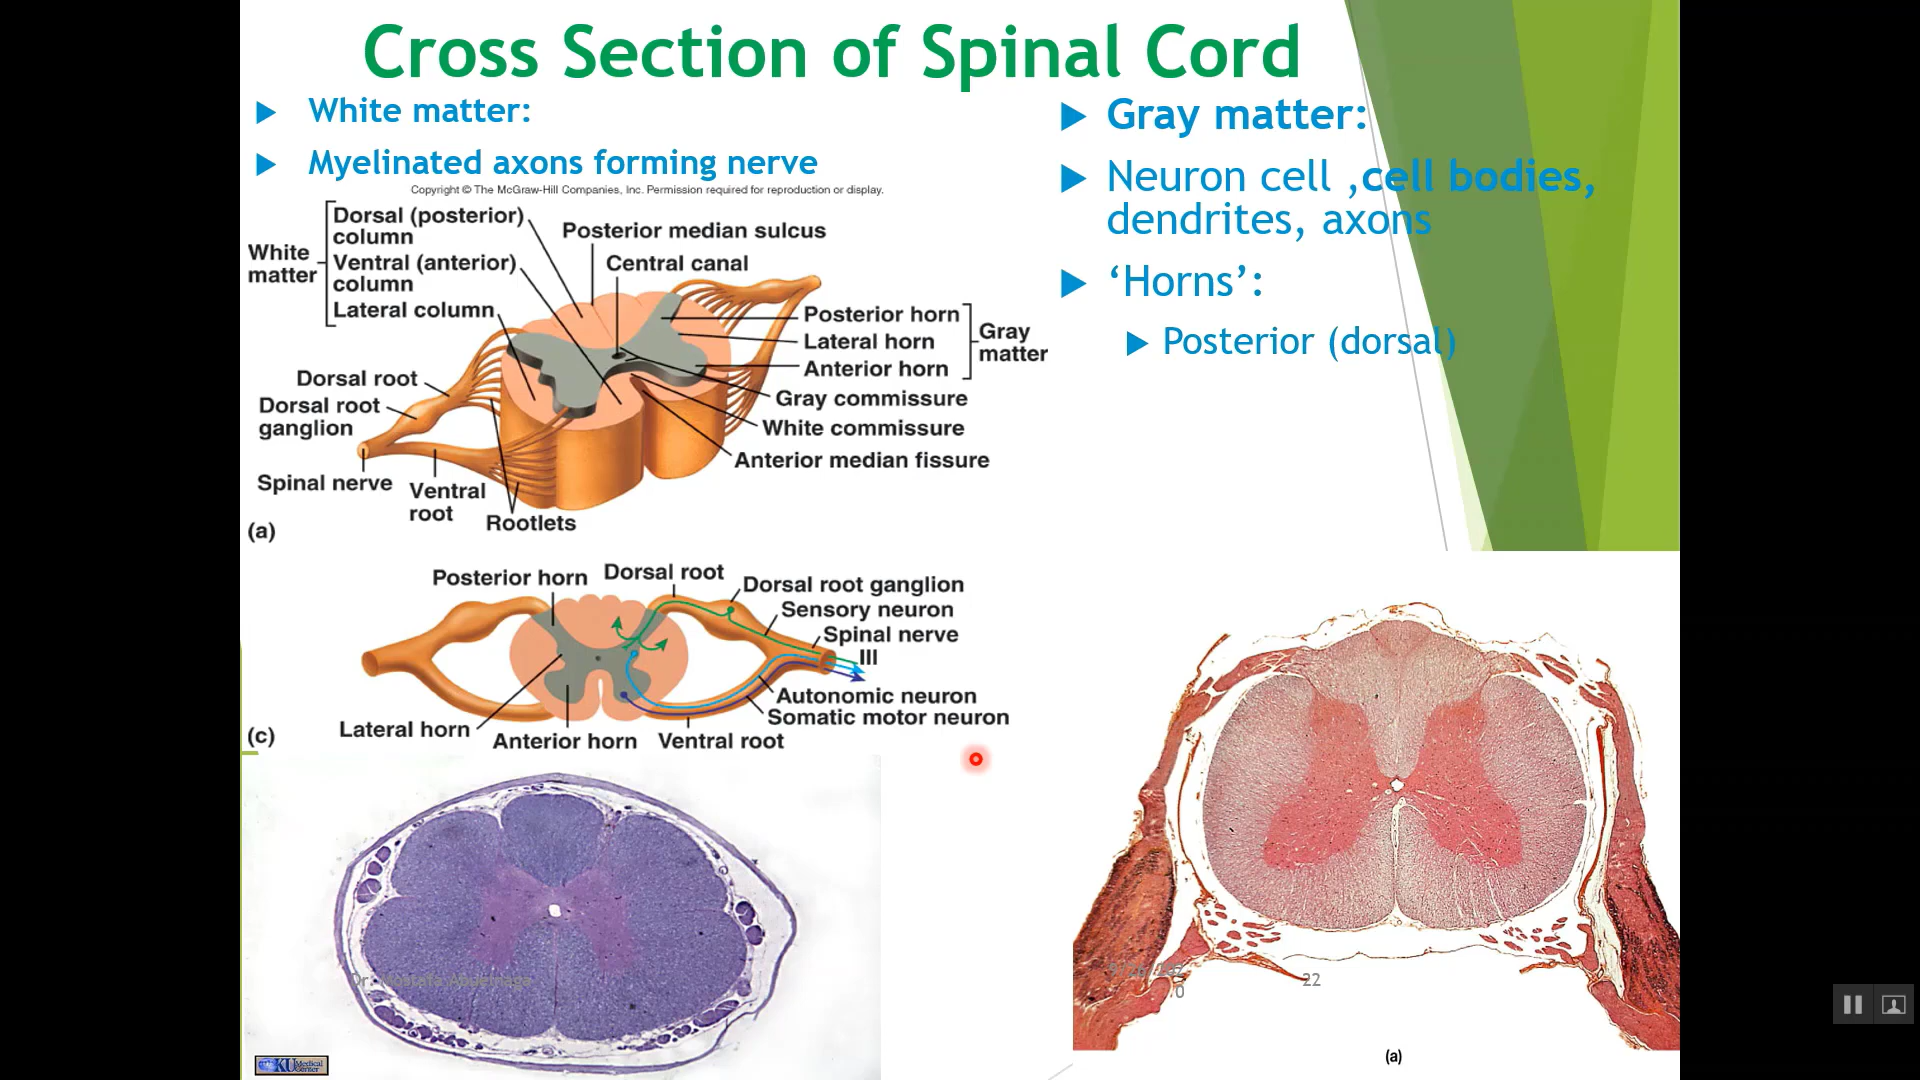 Cross Section of Spinal Cord
White matter:
Myelinated axons forming nerve
Gray matter:
Neuron cell ,cell bodies,
dendrites, axons
‘Horns’:
Posterior (dorsal)
Copyright © The McGraw-Hill Companies, Inc. Permission required for reproduction or display.
White
matter
Dorsal (posterior)
column
Ventral (anterior)
column
Lateral column
Posterior median sulcus
Central canal
Posterior horn
Lateral horn
Anterior horn
Gray
matter
Gray commissure
White commissure
Anterior median fissure
Dorsal root
Dorsal root
ganglion
Spinal nerve
Ventral
root
Rootlets
(a)
Posterior horn
Dorsal root
Dorsal root ganglion
Sensory neuron
Spinal nerve
Autonomic neuron
Somatic motor neuron
Lateral horn
Anterior horn
Ventral root
(c)
Dr. Mostafa
22
KU Medical
Center
(a)